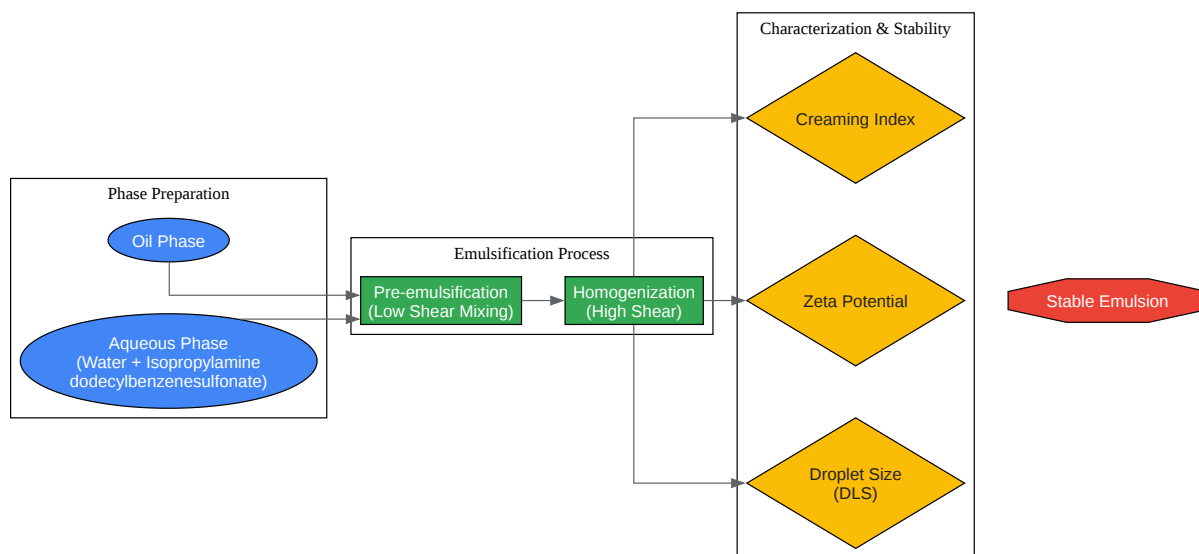 Phase Preparation
Oil Phase
Aqueous Phase
(Water + Isopropylamine
dodecylbenzenesulfonate)
Emulsification Process
Pre-emulsification
(Low Shear Mixing)
Homogenization
(High Shear)
Characterization & Stability
Creaming Index
Zeta Potential
Droplet Size
(DLS)
Stable Emulsion